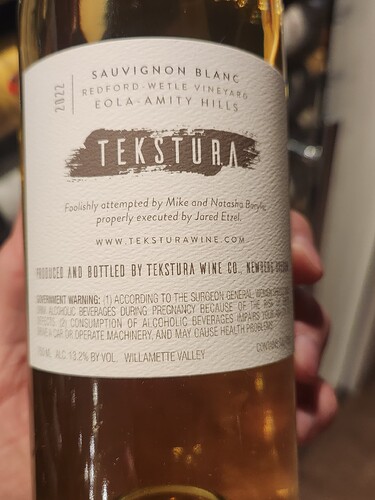 2022
SAUVIGNON BLANC
REDFORD-WETLE VINEYARD
EOLA-AMITY HILLS
TEKSTURA
Foolishly attempted by Mike and Natasha
properly executed by Jared Etzel.
WWW.TEKSTURAWINE.COM
PRODUCED AND BOTTLED BY TEKSTURA WINE CO., NEWBERG, OREGON
GOVERNMENT WARNING: (1) ACCORDING TO THE SURGEON GENERAL, WOMEN SHOULD NOT
DRINK ALCOHOLIC BEVERAGES DURING PREGNANCY BECAUSE OF THE RISK OF BIRTH
DEFECTS. (2) CONSUMPTION OF ALCOHOLIC BEVERAGES IMPAIRS YOUR ABILITY TO
DRIVE A CAR OR OPERATE MACHINERY, AND MAY CAUSE HEALTH PROBLEMS.
750 ML ALC. 13.2% BY VOL. WILLAMETTE VALLEY